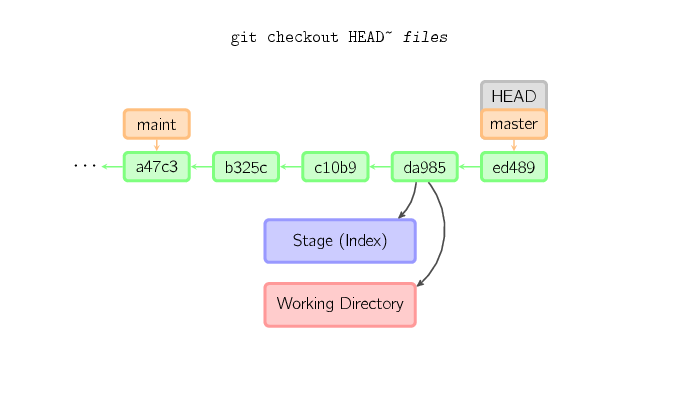 git checkout HEAD~ files
HEAD
maint
master
... a47c3 b325c c10b9 da985 ed489
Stage (Index)
Working Directory